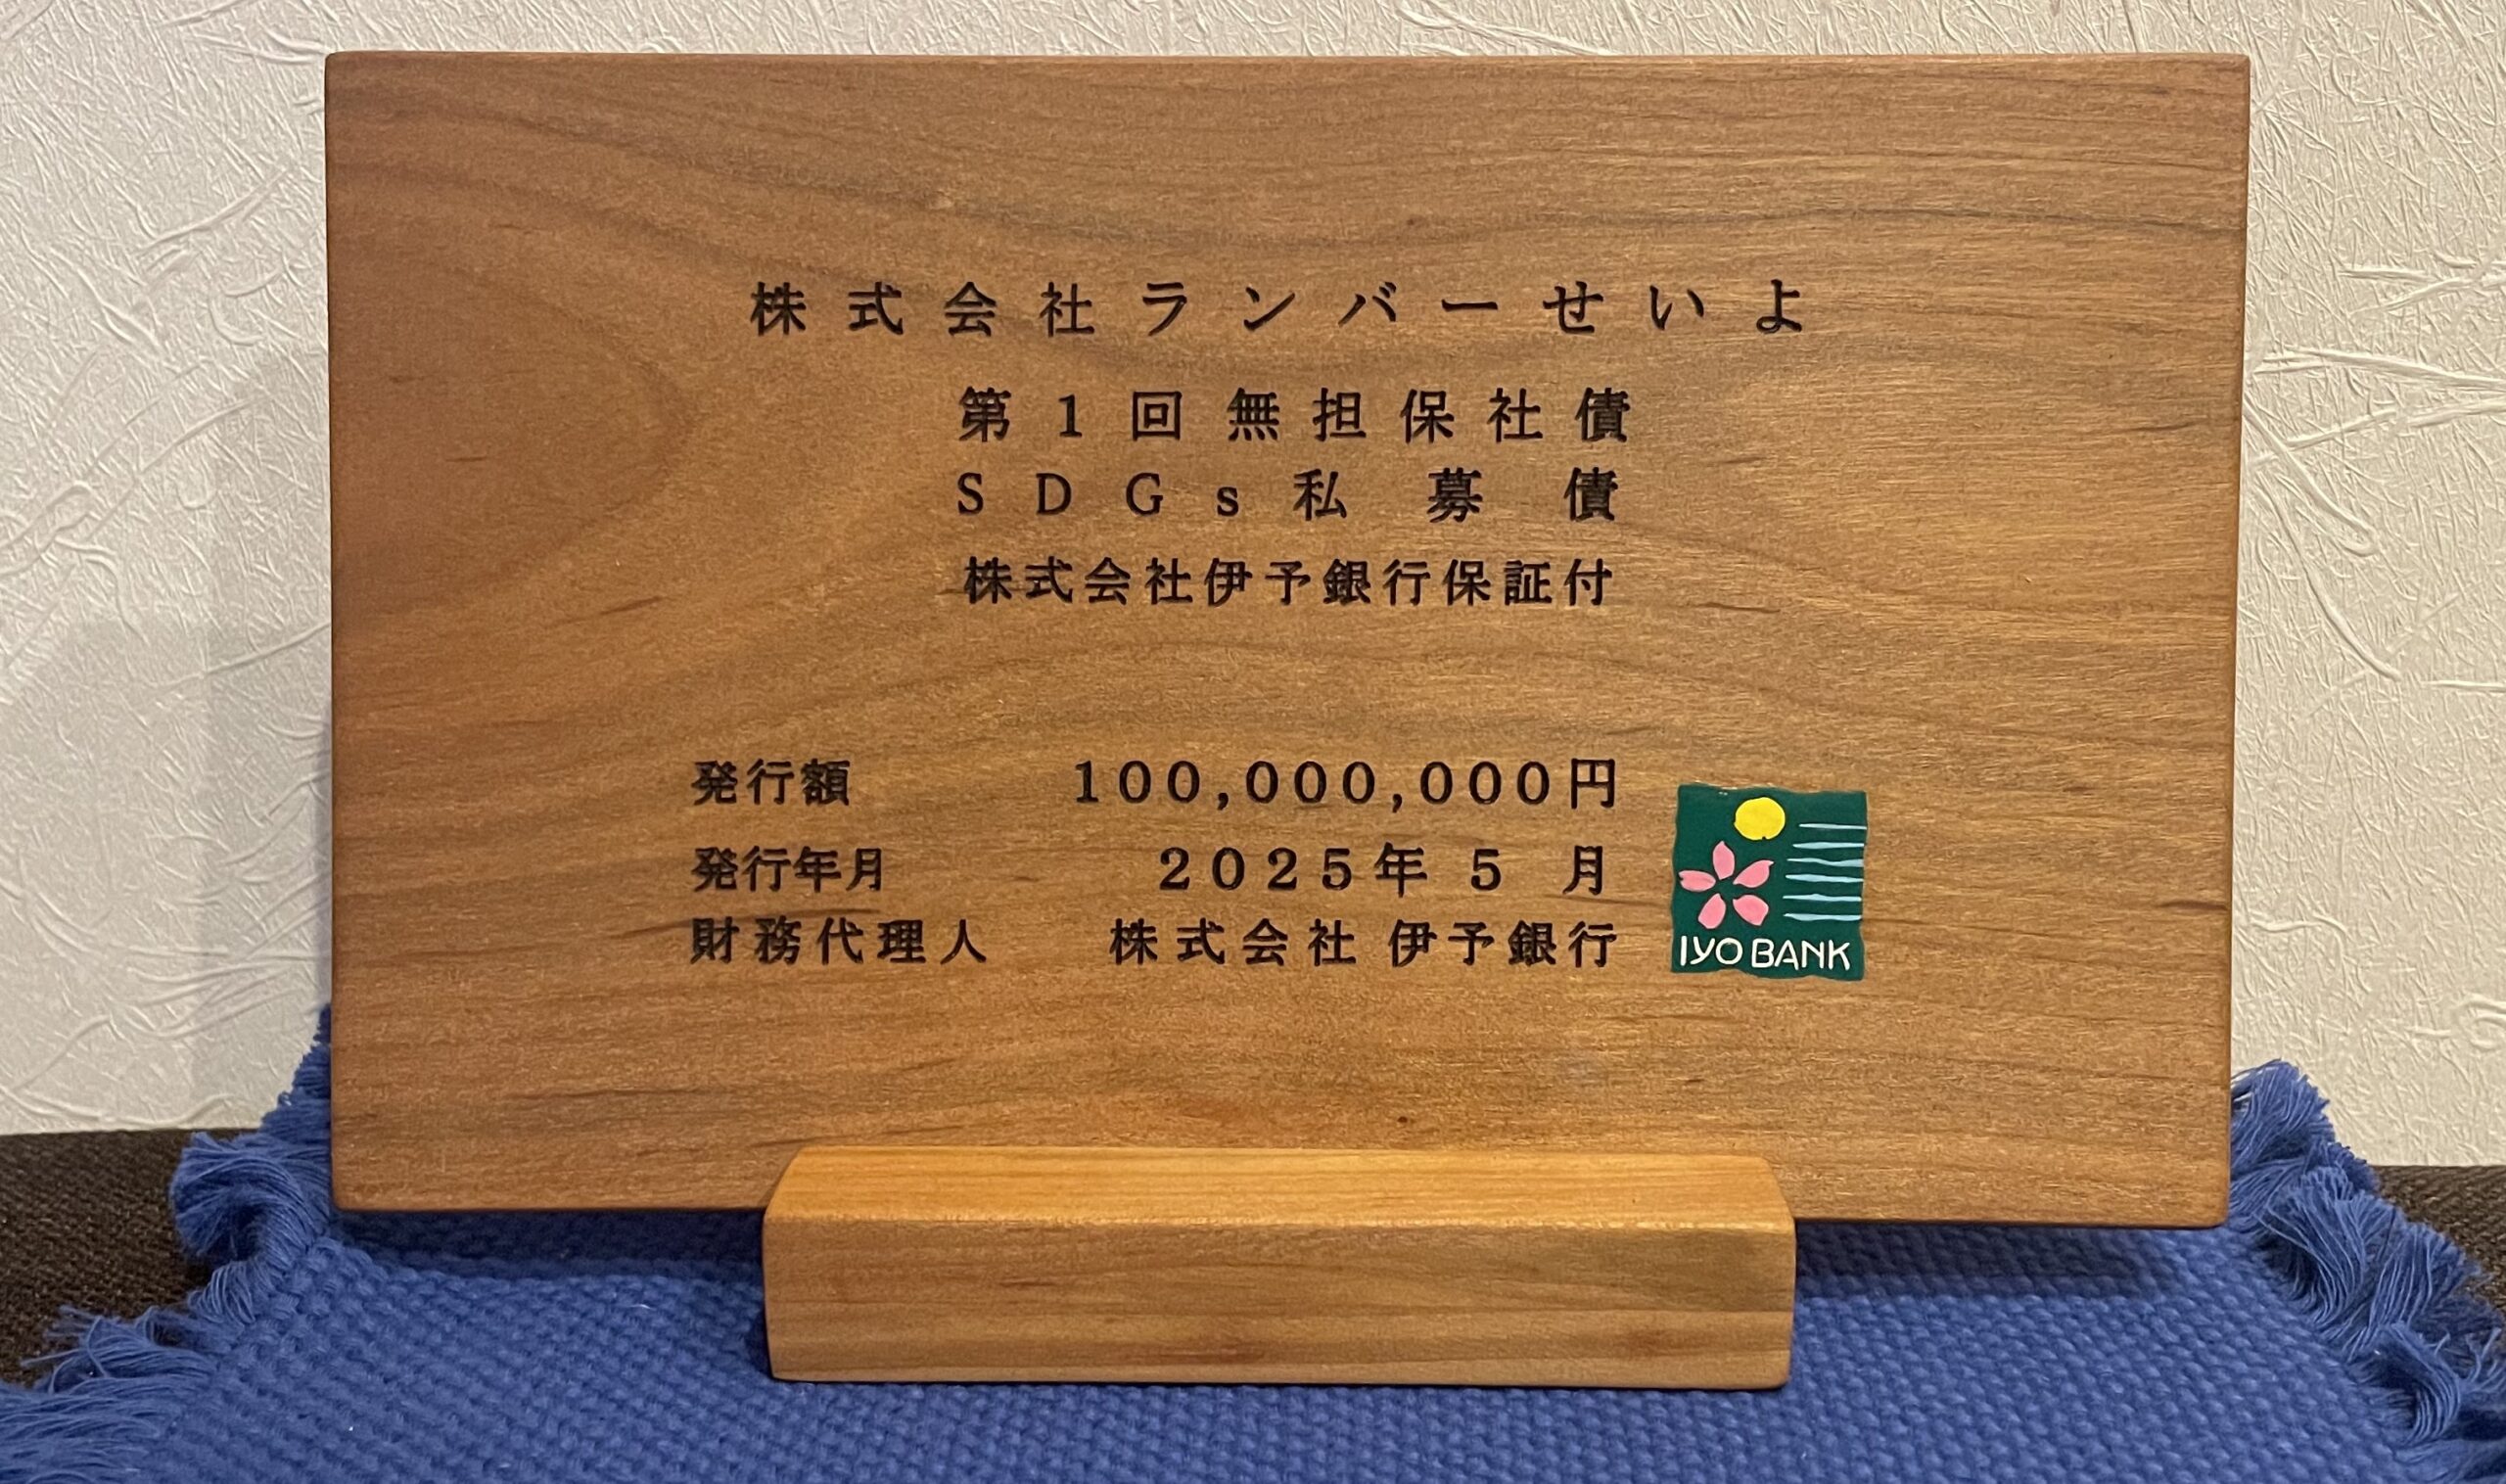 株式会社ランバーせいよ
第1回無担保社債
SDGs私募債
株式会社伊予銀行保証付
発行額 100,000,000円
発行年月 2025年5月
財務代理人 株式会社 伊予銀行
IYO BANK